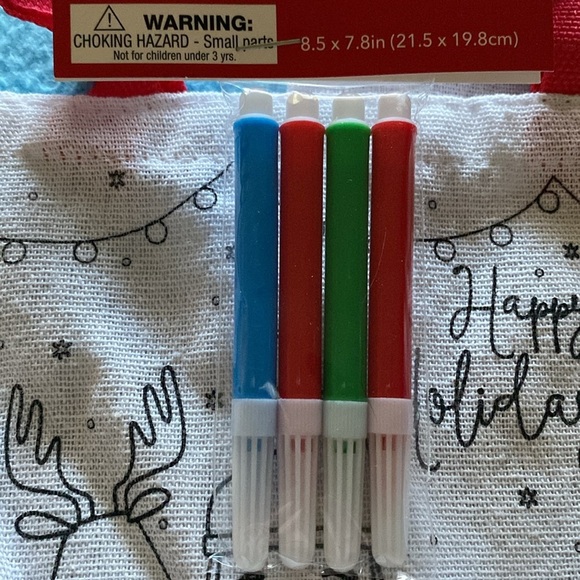 WARNING:
CHOKING HAZARD - Small parts
Not for children under 3 yrs.
8.5 x 7.8in (21.5 x 19.8cm)
Happy
Holida